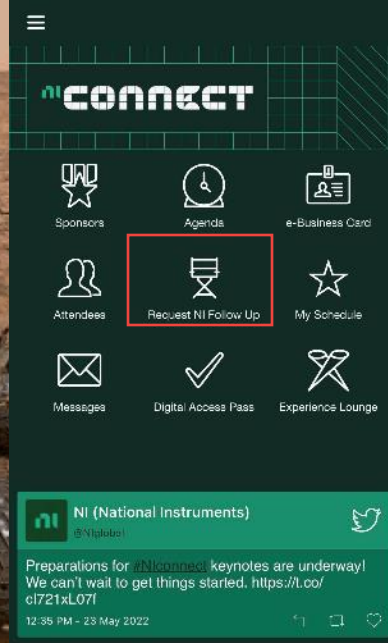 NI CONNECT
Sponsors
Agenda
e-Business Card
Attendees
Request NI Follow Up
My Schedule
Messages
Digital Access Pass
Experience Lounge
NI (National Instruments)
@NIglobal
Preparations for #NIconnect keynotes are underway!
We can't wait to get things started. https://t.co/
cI721xL07f
12:35 PM – 23 May 2022